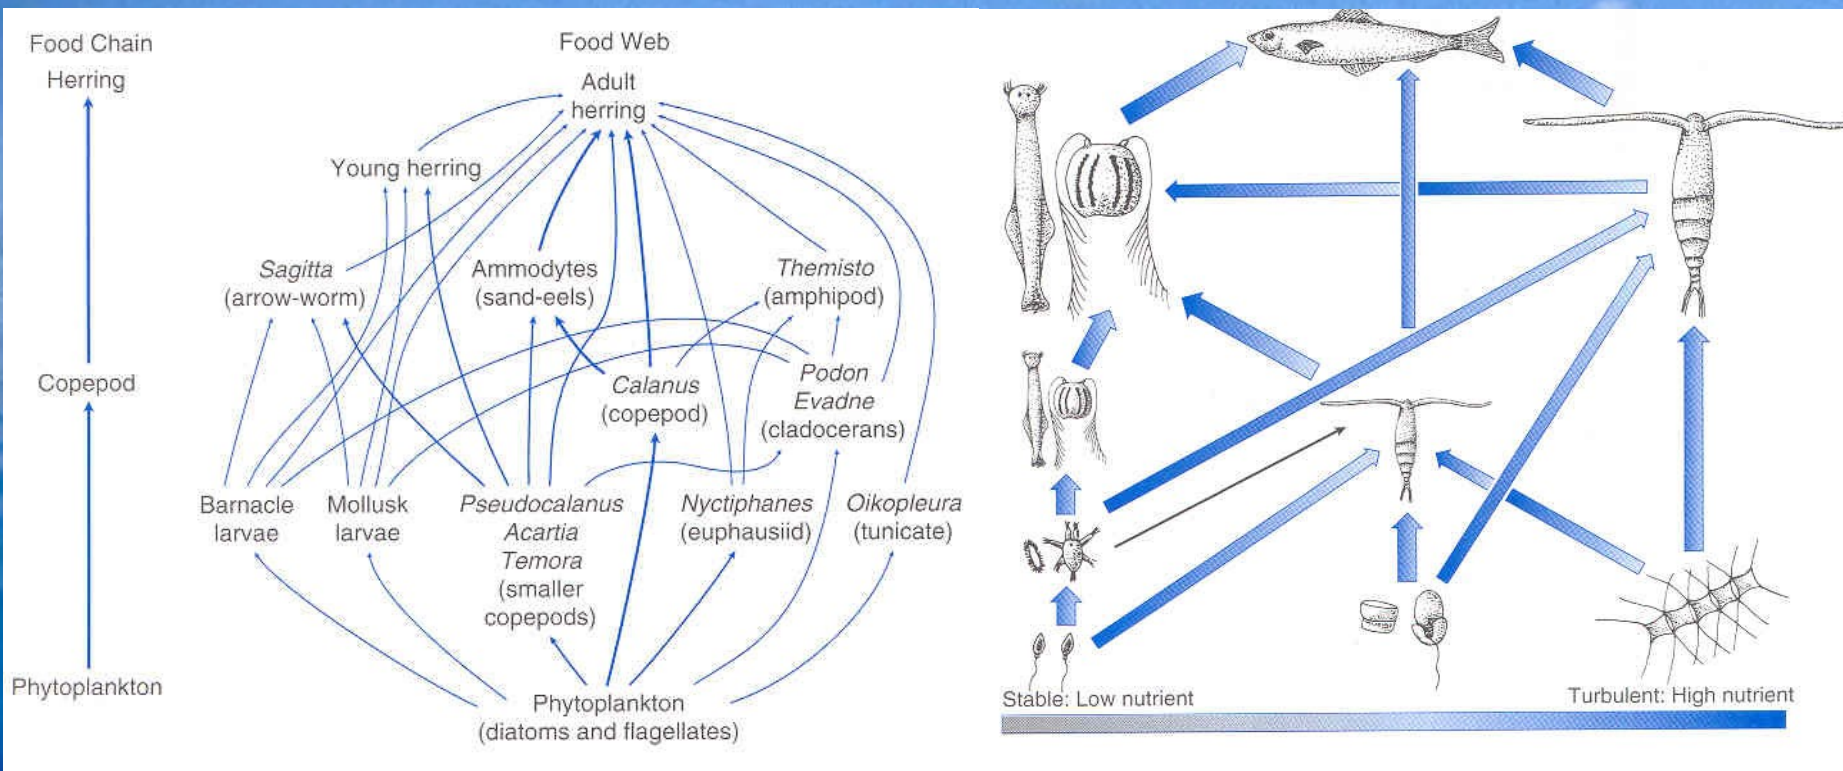 Food Chain
Herring
Copepod
Phytoplankton
Food Web
Adult
herring
Young herring
Sagitta
(arrow-worm)
Ammodytes
(sand-eels)
Themisto
(amphipod)
Calanus
(copepod)
Podon
Evadne
(cladocerans)
Barnacle
larvae
Mollusk
larvae
Pseudocalanus
Acartia
Temora
(smaller
copepods)
Nyctiphanes
(euphausiid)
Oikopleura
(tunicate)
Phytoplankton
(diatoms and flagellates)
Stable: Low nutrient
Turbulent: High nutrient